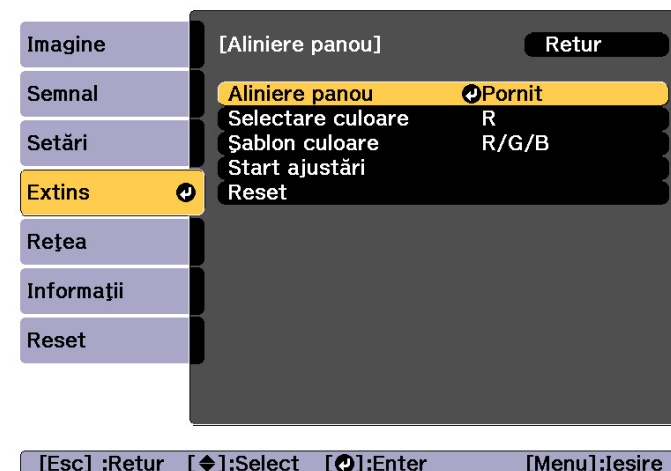 Imagine
Semnal
Setări
Extins
Reţea
Informaţii
Reset
[Aliniere panou] Retur
Aliniere panou Pornit
Selectare culoare R
Şablon culoare R/G/B
Start ajustări
Reset
[Esc] :Retur [◆]:Select [↵]:Enter [Menu]:Iesire